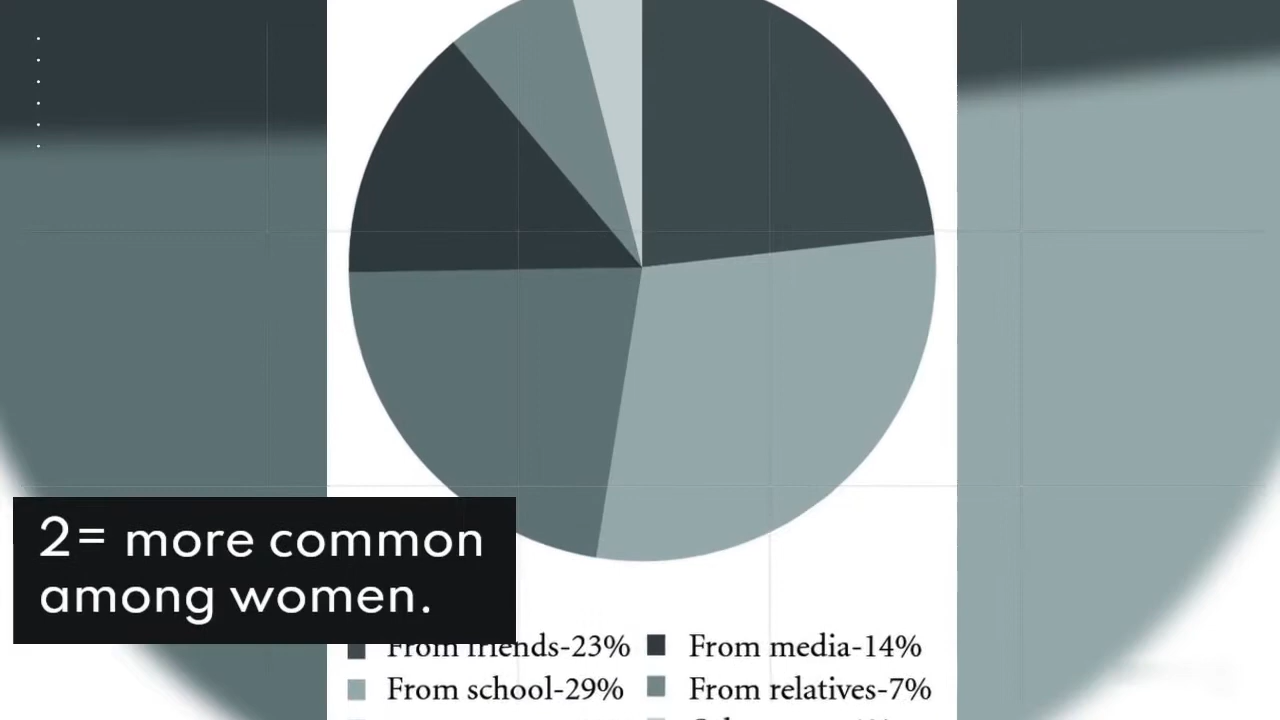 2= more common
among women.
From friends-23%
From media-14%
From school-29%
From relatives-7%